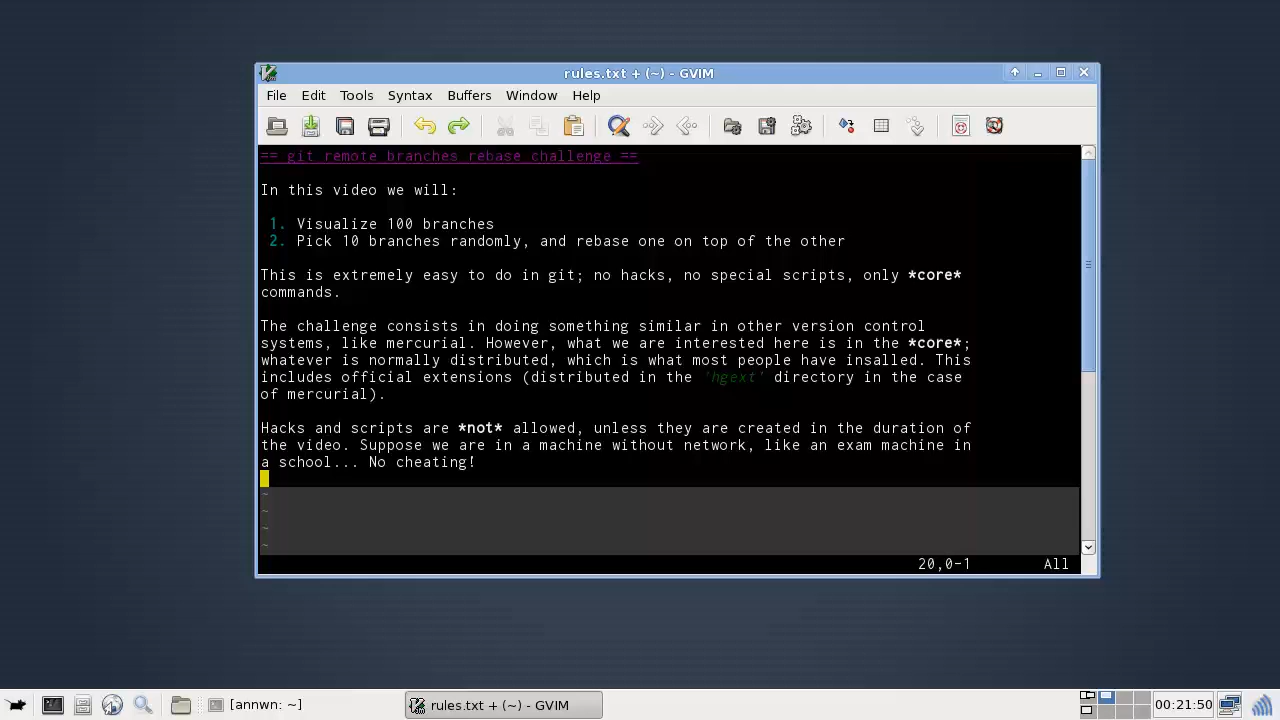 rules.txt + (~) - GVIM
File Edit Tools Syntax Buffers Window Help
== git remote branches rebase challenge ==
In this video we will:
1. Visualize 100 branches
2. Pick 10 branches randomly, and rebase one on top of the other
This is extremely easy to do in git; no hacks, no special scripts, only *core*
commands.
The challenge consists in doing something similar in other version control
systems, like mercurial. However, what we are interested here is in the *core*;
whatever is normally distributed, which is what most people have insalled. This
includes official extensions (distributed in the 'hgext' directory in the case
of mercurial).
Hacks and scripts are *not* allowed, unless they are created in the duration of
the video. Suppose we are in a machine without network, like an exam machine in
a school... No cheating!
~
~
~
~
20,0-1 All
[annwn: ~] rules.txt + (~) - GVIM 00:21:50